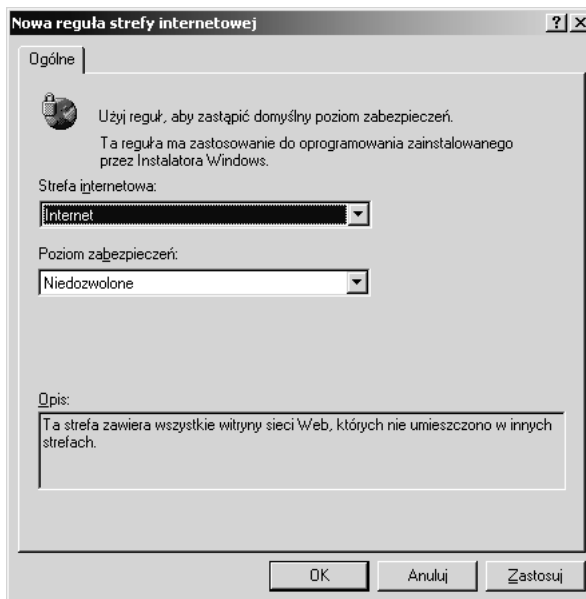 Nowa reguła strefy internetowej
Ogólne
Użyj reguł, aby zastąpić domyślny poziom zabezpieczeń.
Ta reguła ma zastosowanie do oprogramowania zainstalowanego
przez Instalatora Windows.
Strefa internetowa:
Internet
Poziom zabezpieczeń:
Niedozwolone
Opis:
Ta strefa zawiera wszystkie witryny sieci Web, których nie umieszczono w innych
strefach.
OK Anuluj Zastosuj